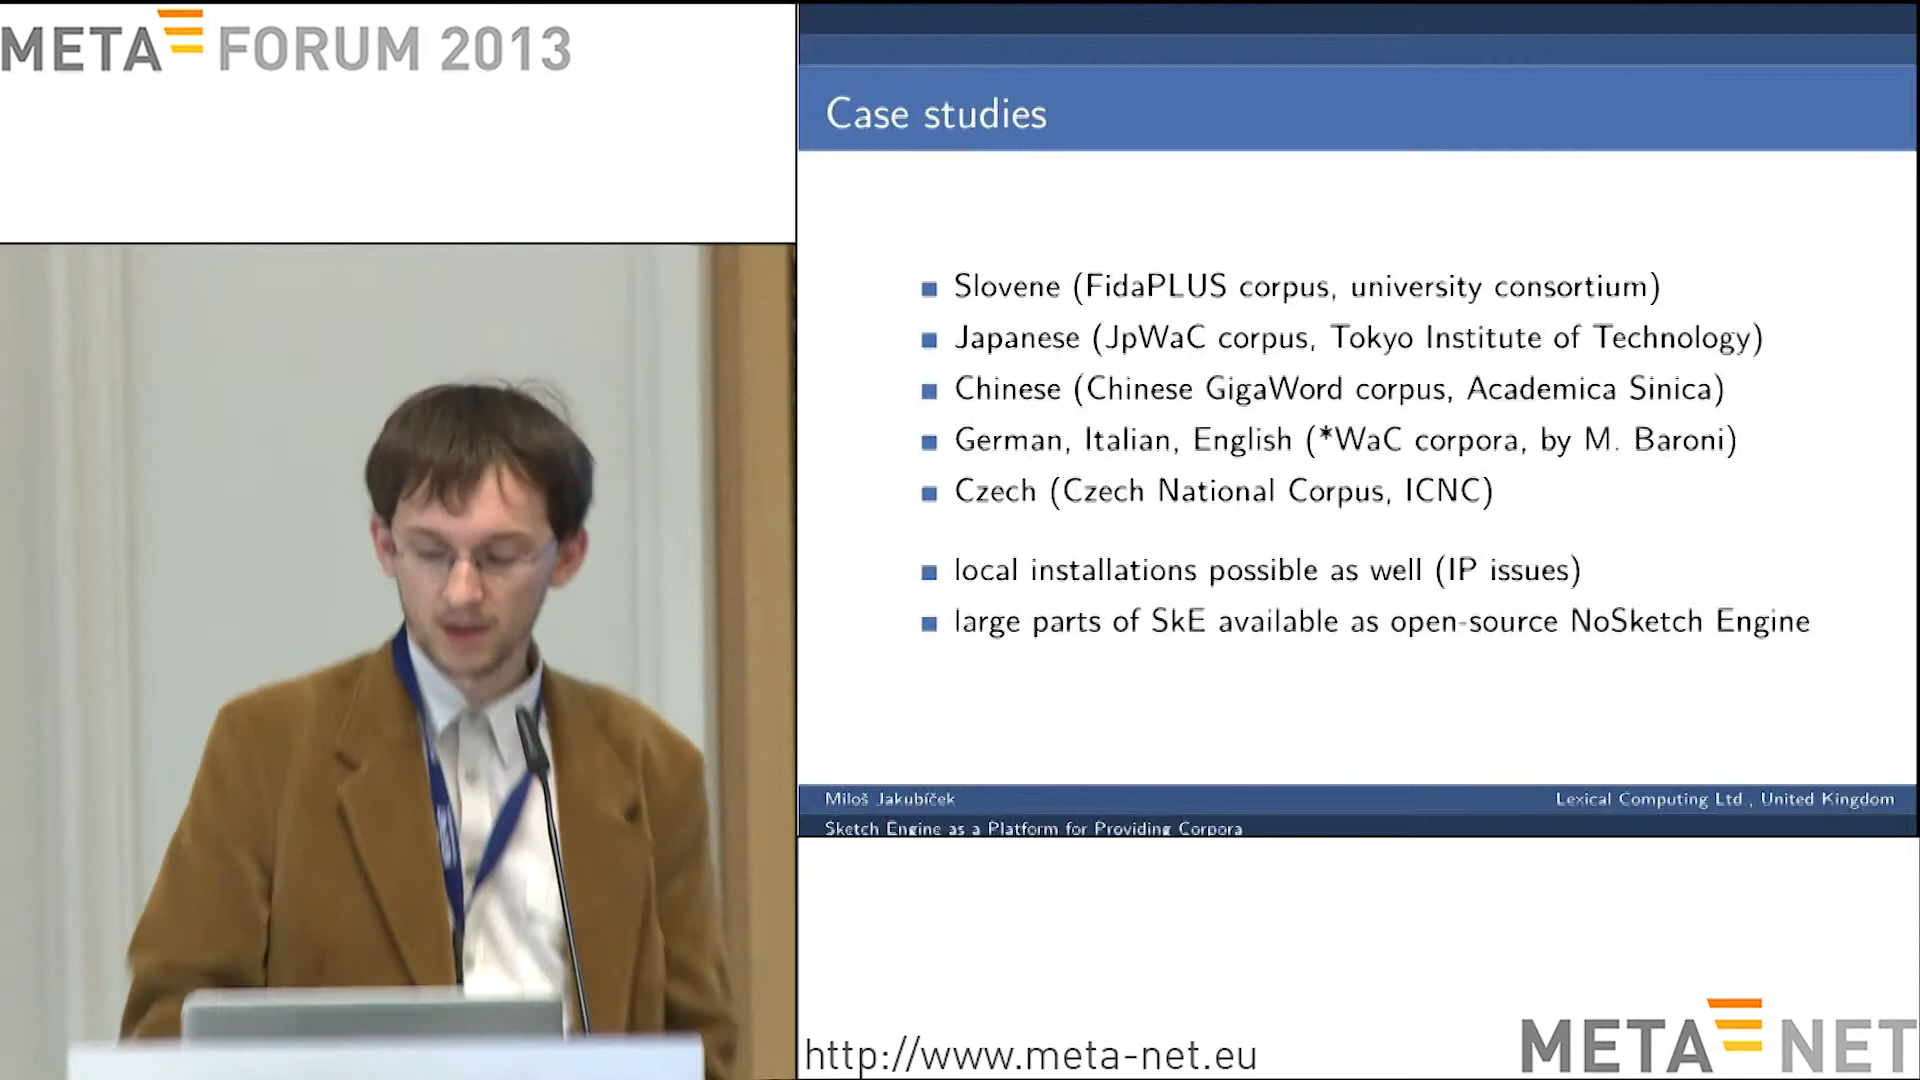 META FORUM 2013
Case studies
Slovene (FidaPLUS corpus, university consortium)
Japanese (JpWaC corpus, Tokyo Institute of Technology)
Chinese (Chinese GigaWord corpus, Academica Sinica)
German, Italian, English (*WaC corpora, by M. Baroni)
Czech (Czech National Corpus, ICNC)
local installations possible as well (IP issues)
large parts of SkE available as open-source NoSketch Engine
Miloš Jakubíček
Lexical Computing Ltd., United Kingdom
Sketch Engine as a Platform for Providing Corpora
http://www.meta-net.eu
META NET